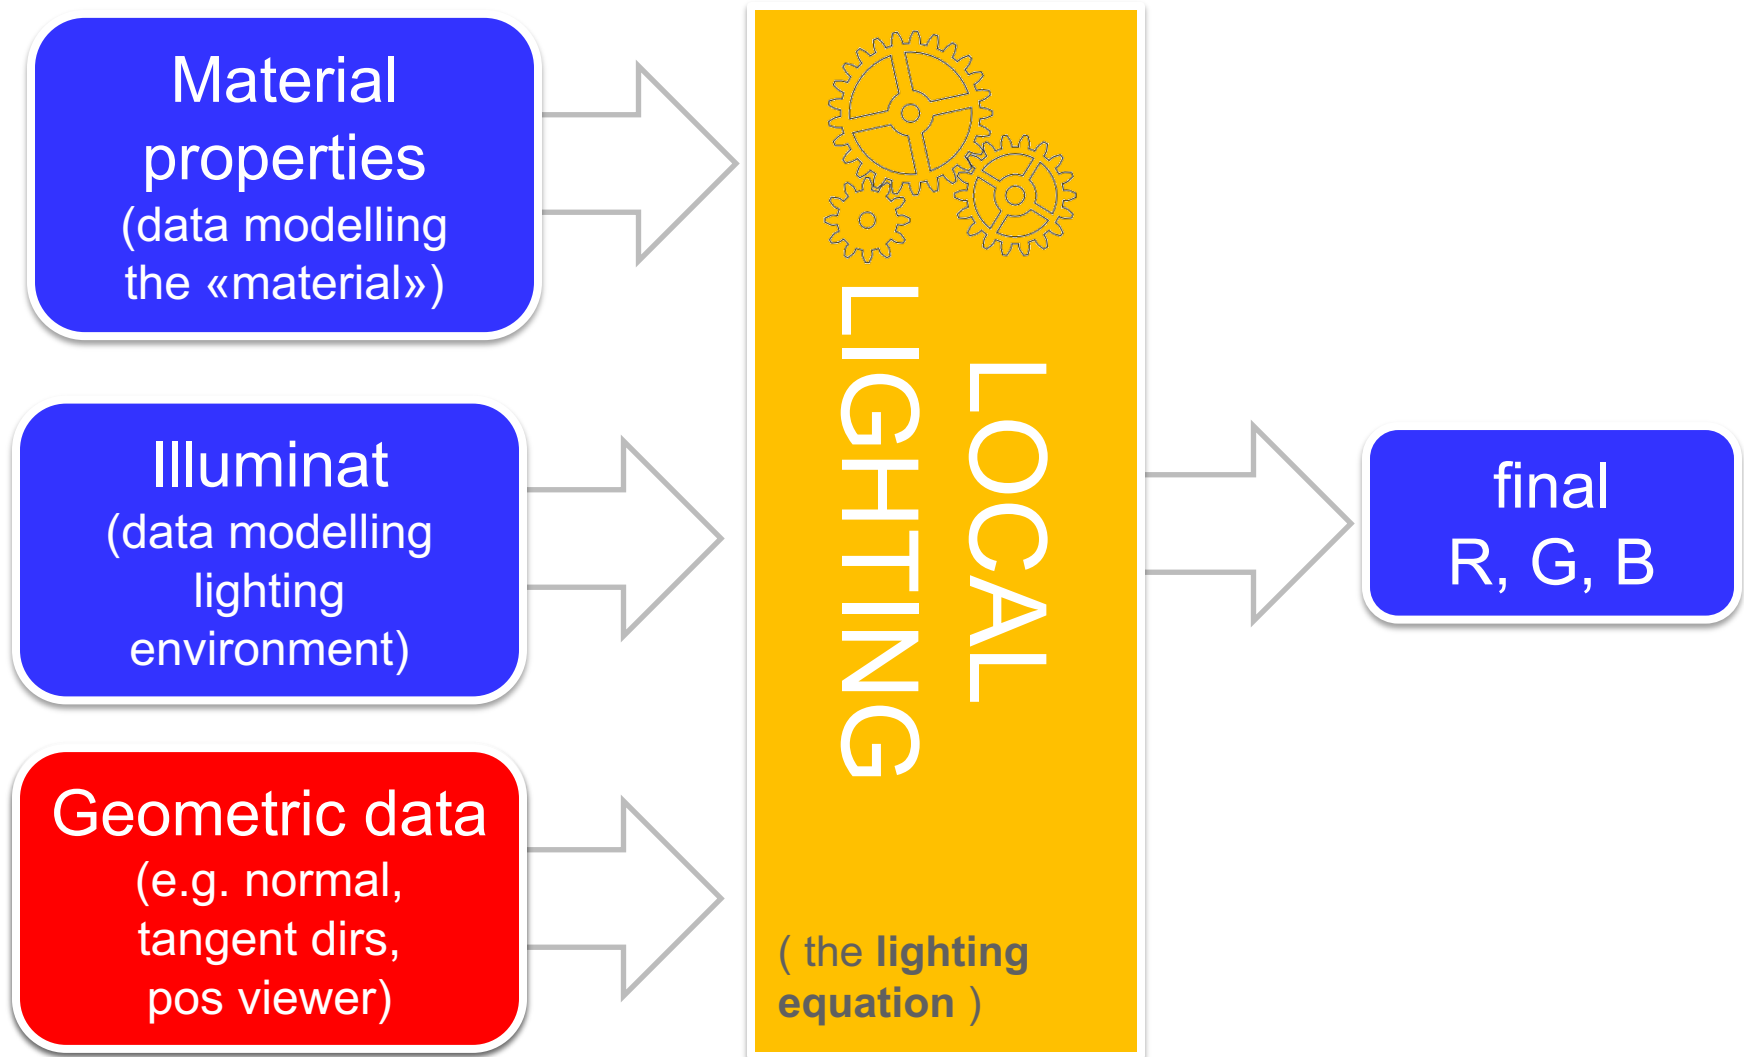 Material
properties
(data modelling
the «material»)
Illuminat
(data modelling
lighting
environment)
Geometric data
(e.g. normal,
tangent dirs,
pos viewer)
LOCAL
LIGHTING
( the lighting
equation )
final
R, G, B